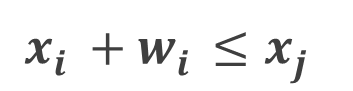 xᵢ + wᵢ ≤ xⱼ